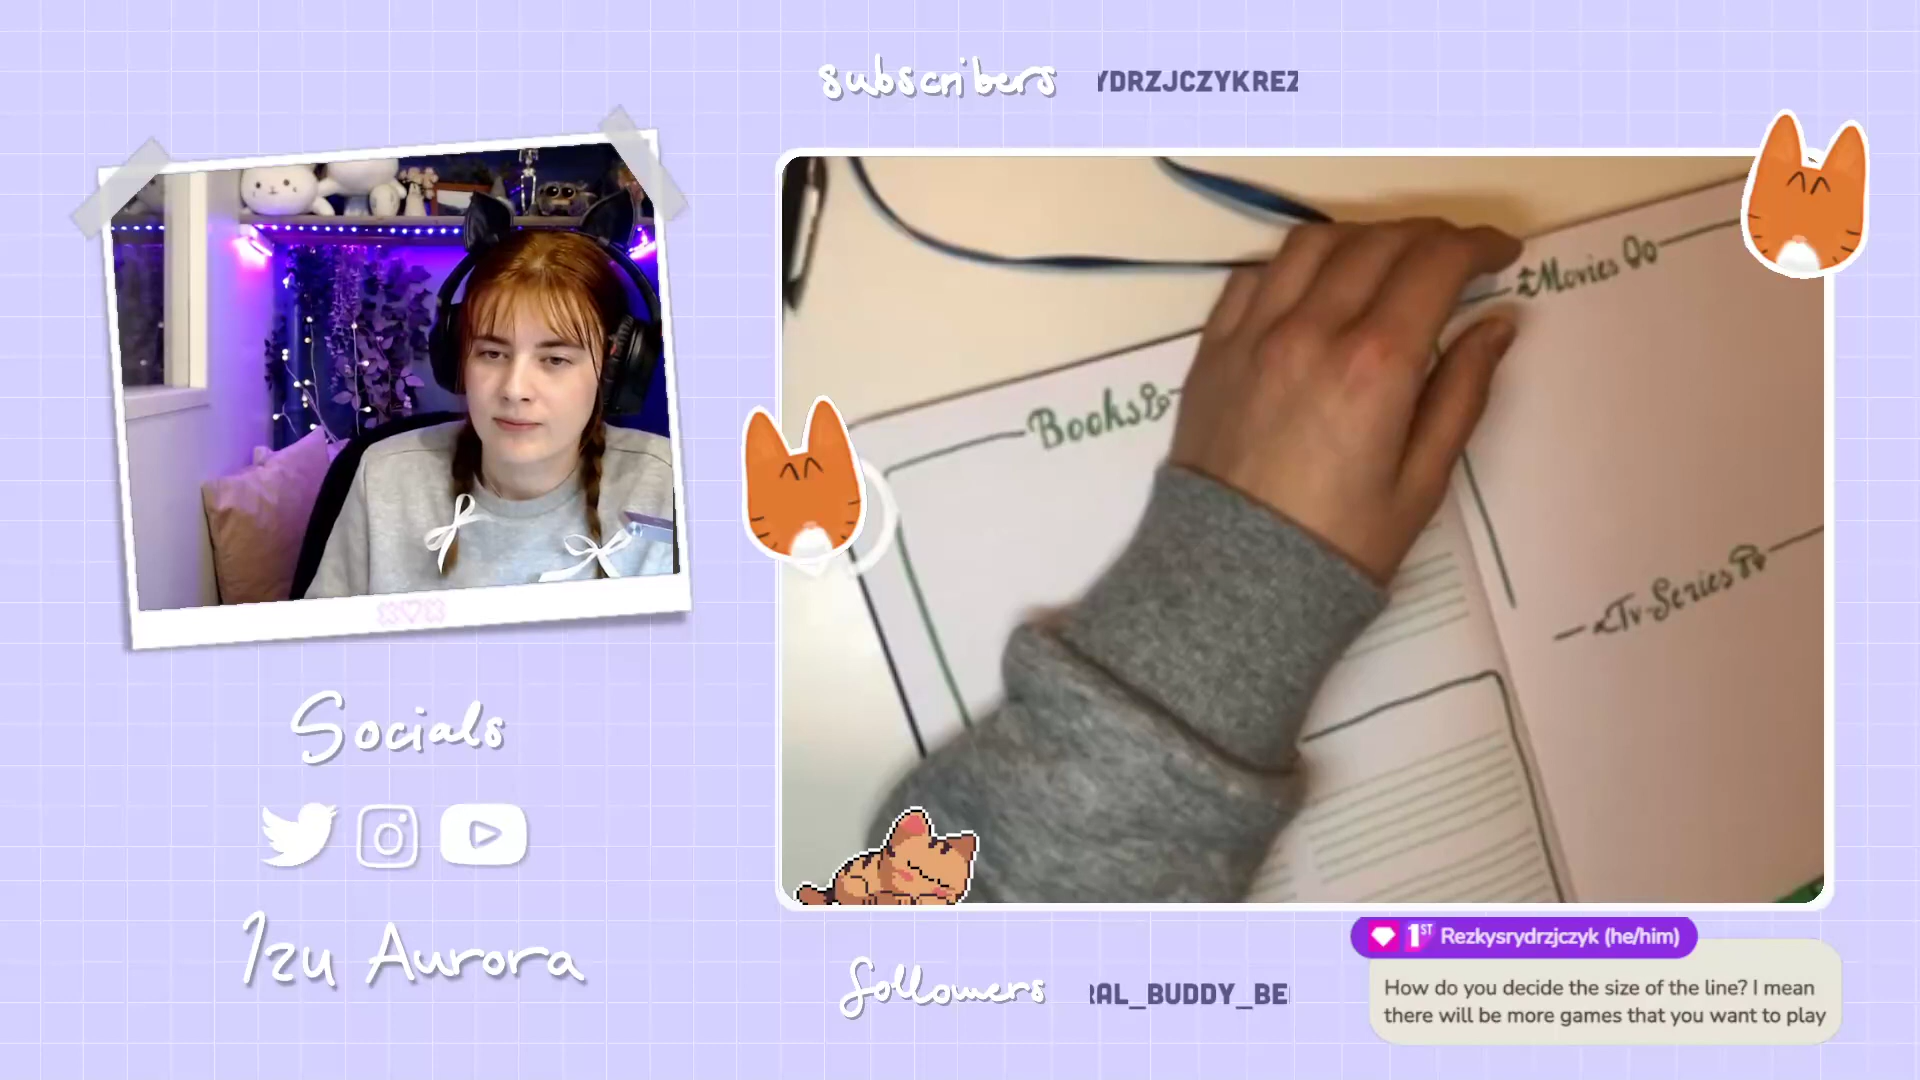 subscribers YDRZJCZYKREZ
Movies
Books
Tv-Series Tv
Socials
Izu Aurora
followers RAL_BUDDY_BE
1ST Rezkysrydrzjczyk (he/him)
How do you decide the size of the line? I mean
there will be more games that you want to play